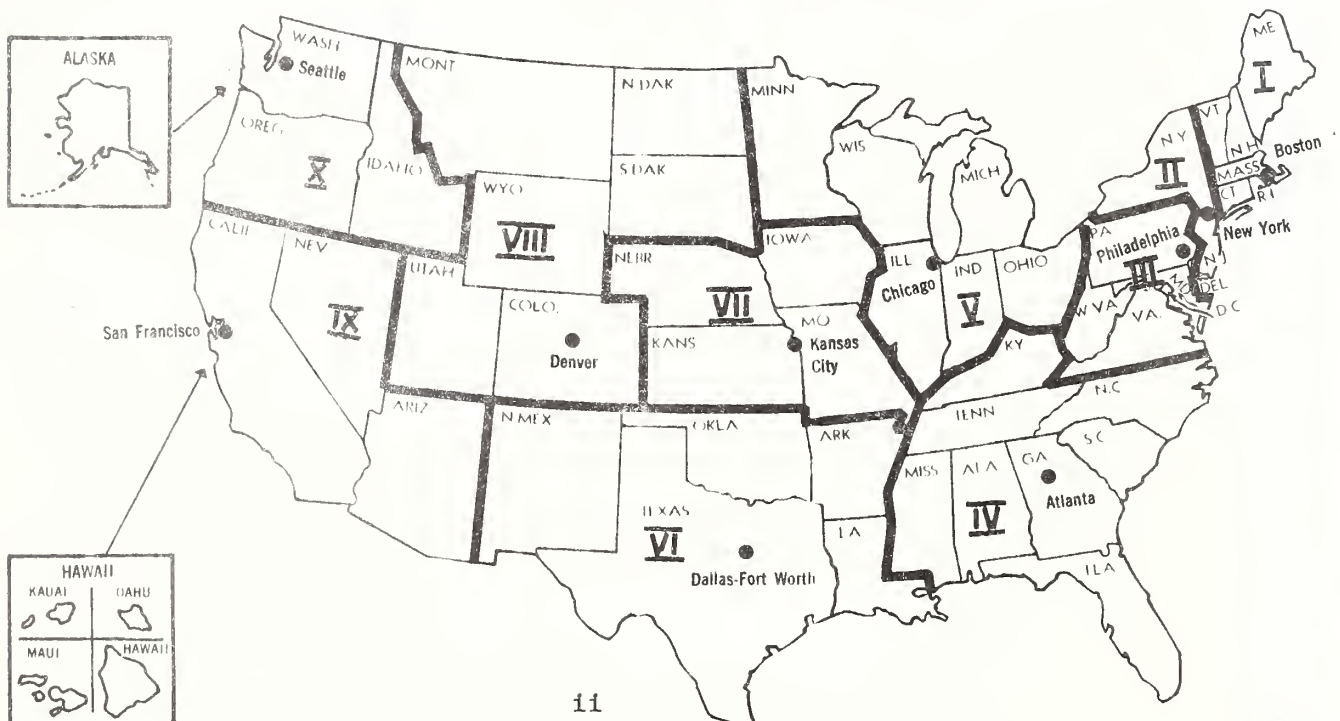 ALASKA
WASH
Seattle
OREG
X
IDAHO
MONT
WYO
VIII
N DAK
S DAK
MINN
WIS
MICH
ME
I
VT
N H
NY
II
Boston
MASS
CT
R I
New York
CALIF
NEV
UTAH
IX
San Francisco
COLO.
Denver
NEBR
VII
KANS
IOWA
MO
Kansas
City
ILL
Chicago
IND
V
OHIO
PA
Philadelphia
III
N J
DEL
D C
W VA
VA.
KY
N.C
TENN
S C
ARIZ
N MEX
OKLA
ARK
TEXAS
VI
Dallas-Fort Worth
LA
MISS
ALA
IV
GA
Atlanta
HAWAII
KAUAI
OAHU
MAUI
HAWAII
ii